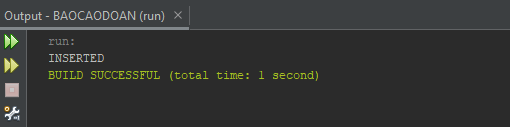 Output - BAOCAODOAN (run) ×
run:
INSERTED
BUILD SUCCESSFUL (total time: 1 second)